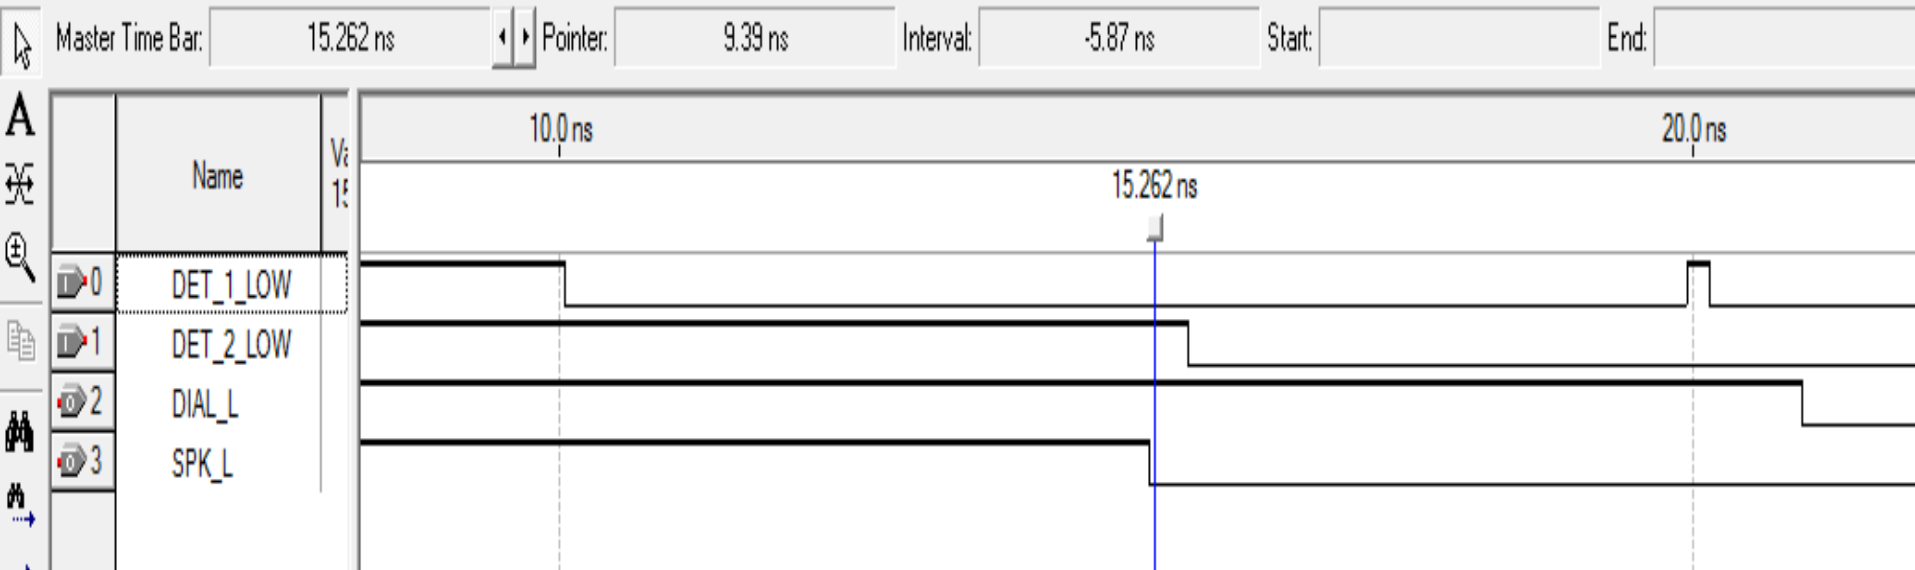 Master Time Bar: 15.262 ns Pointer: 9.39 ns Interval: -5.87 ns Start: End:
A
10.0 ns 20.0 ns
Name
15.262 ns
0 DET_1_LOW
1 DET_2_LOW
2 DIAL_L
3 SPK_L